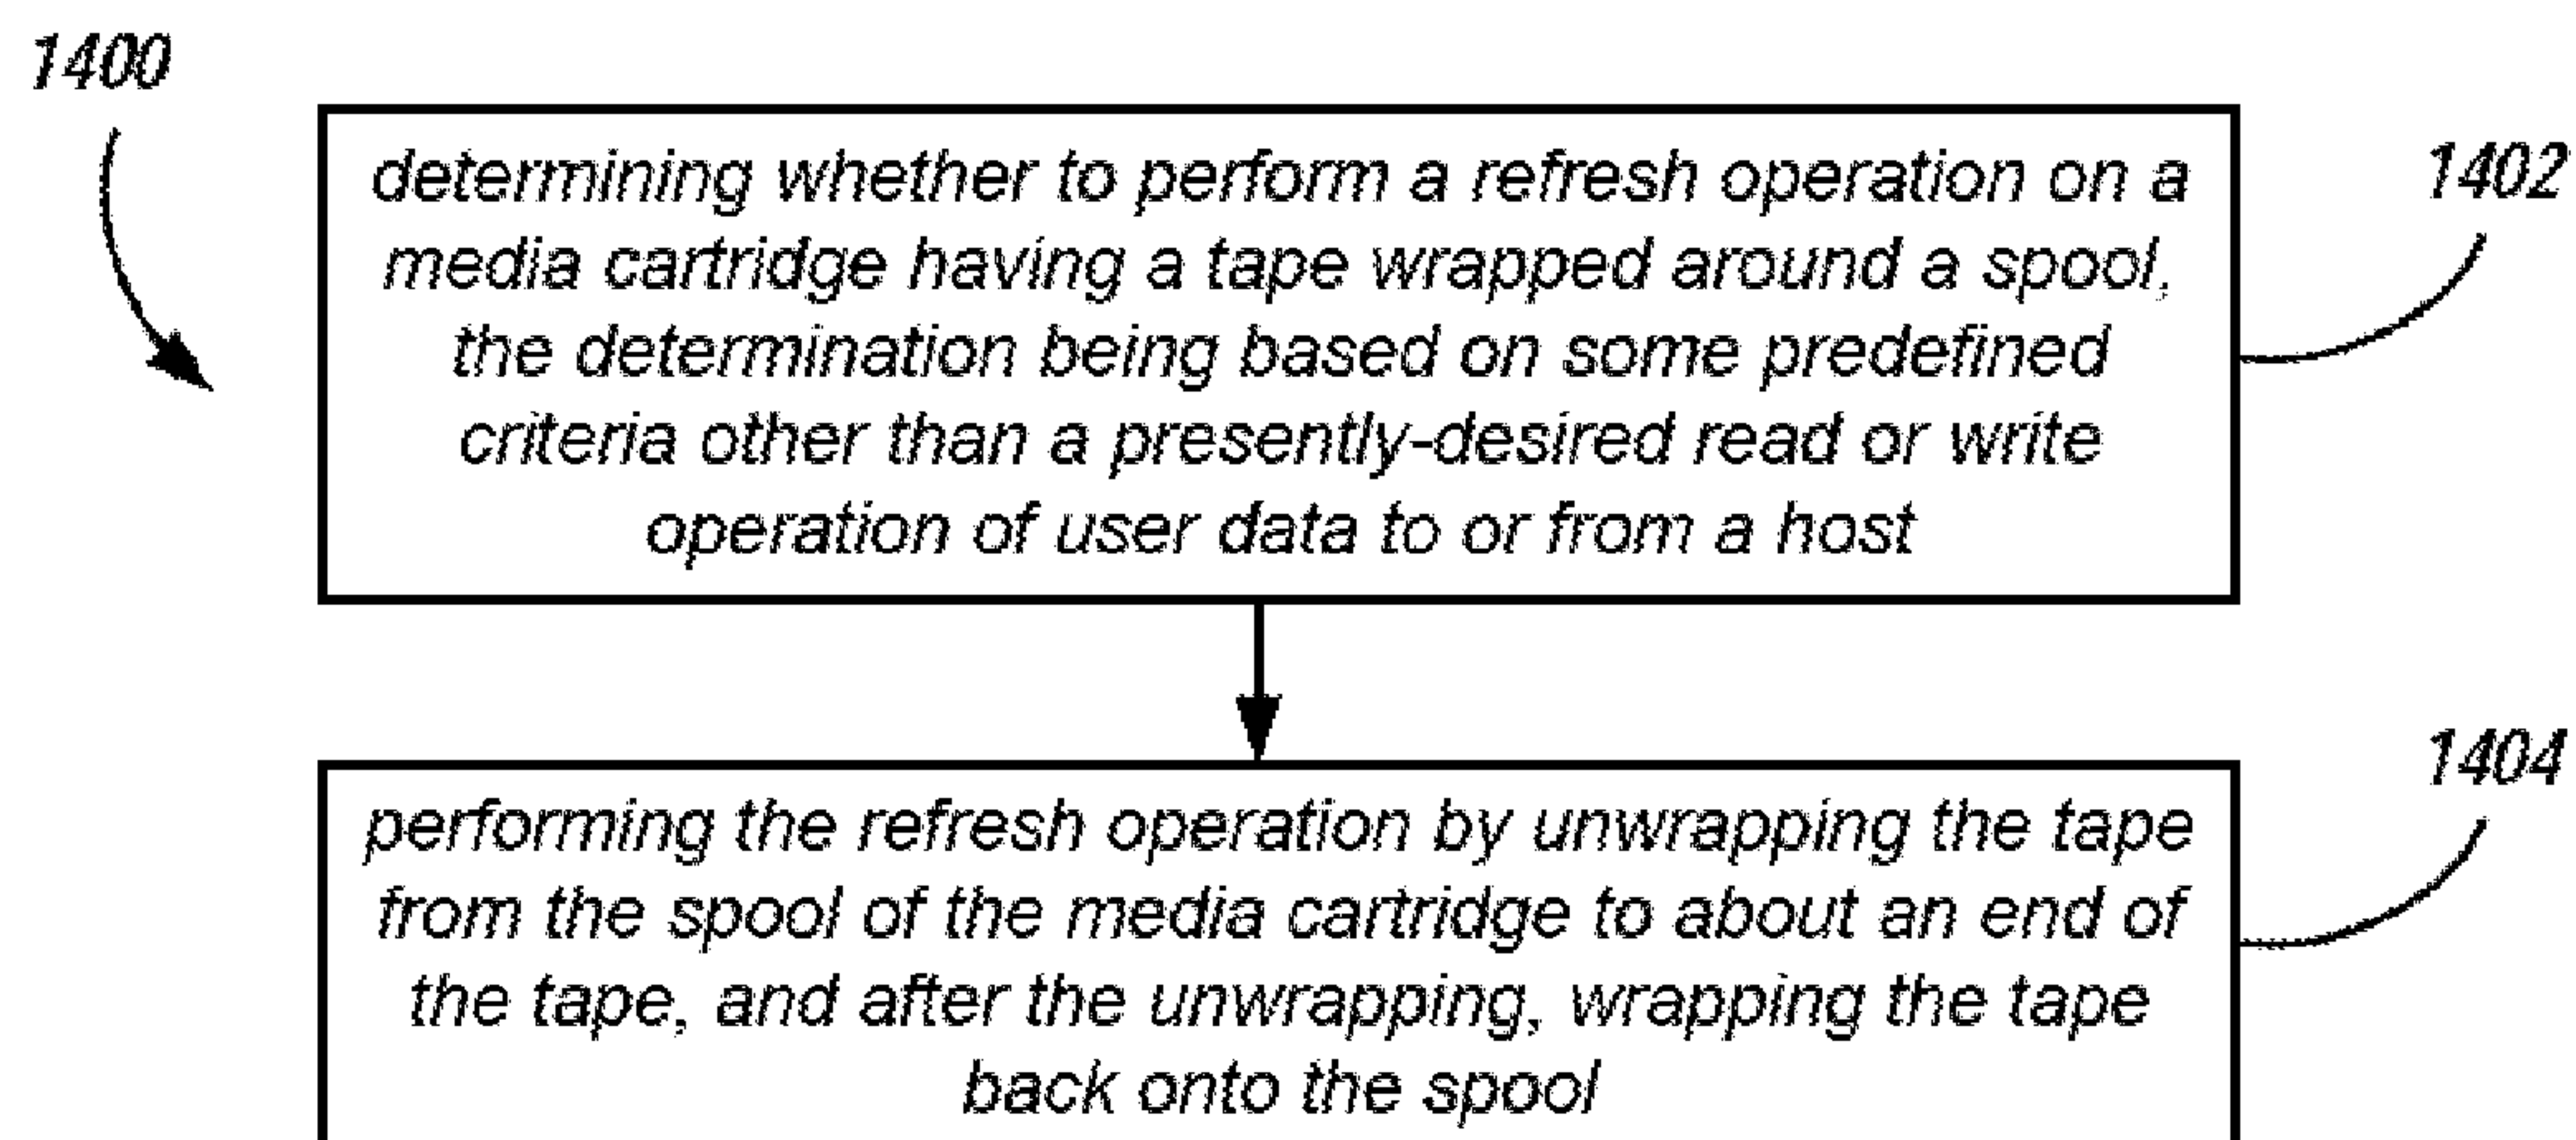 1400
determining whether to perform a refresh operation on a
media cartridge having a tape wrapped around a spool,
the determination being based on some predefined
criteria other than a presently-desired read or write
operation of user data to or from a host
1402
performing the refresh operation by unwrapping the tape
from the spool of the media cartridge to about an end of
the tape, and after the unwrapping, wrapping the tape
back onto the spool
1404